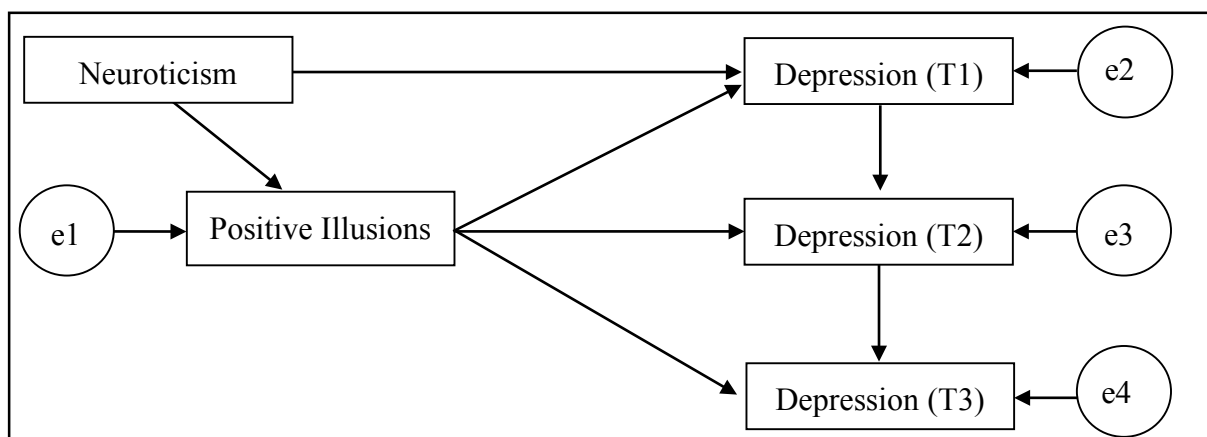 Neuroticism
Depression (T1)
e2
e1
Positive Illusions
Depression (T2)
e3
Depression (T3)
e4